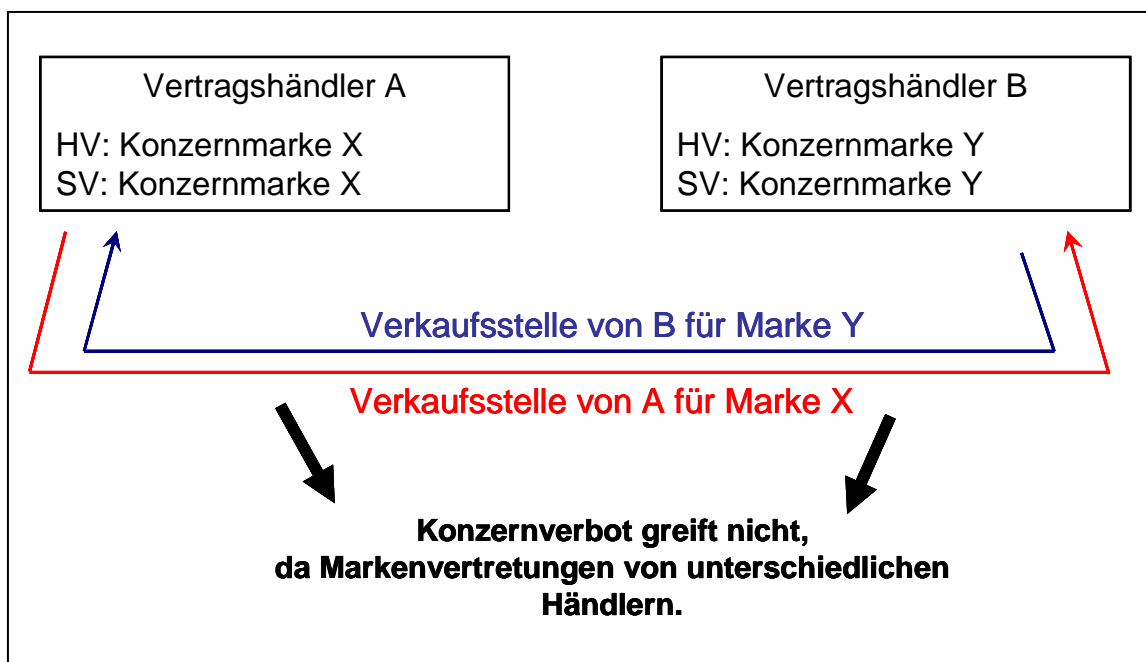 Vertragshändler A
HV: Konzernmarke X
SV: Konzernmarke X
Vertragshändler B
HV: Konzernmarke Y
SV: Konzernmarke Y
Verkaufsstelle von B für Marke Y
Verkaufsstelle von A für Marke X
Konzernverbot greift nicht,
da Markenvertretungen von unterschiedlichen
Händlern.